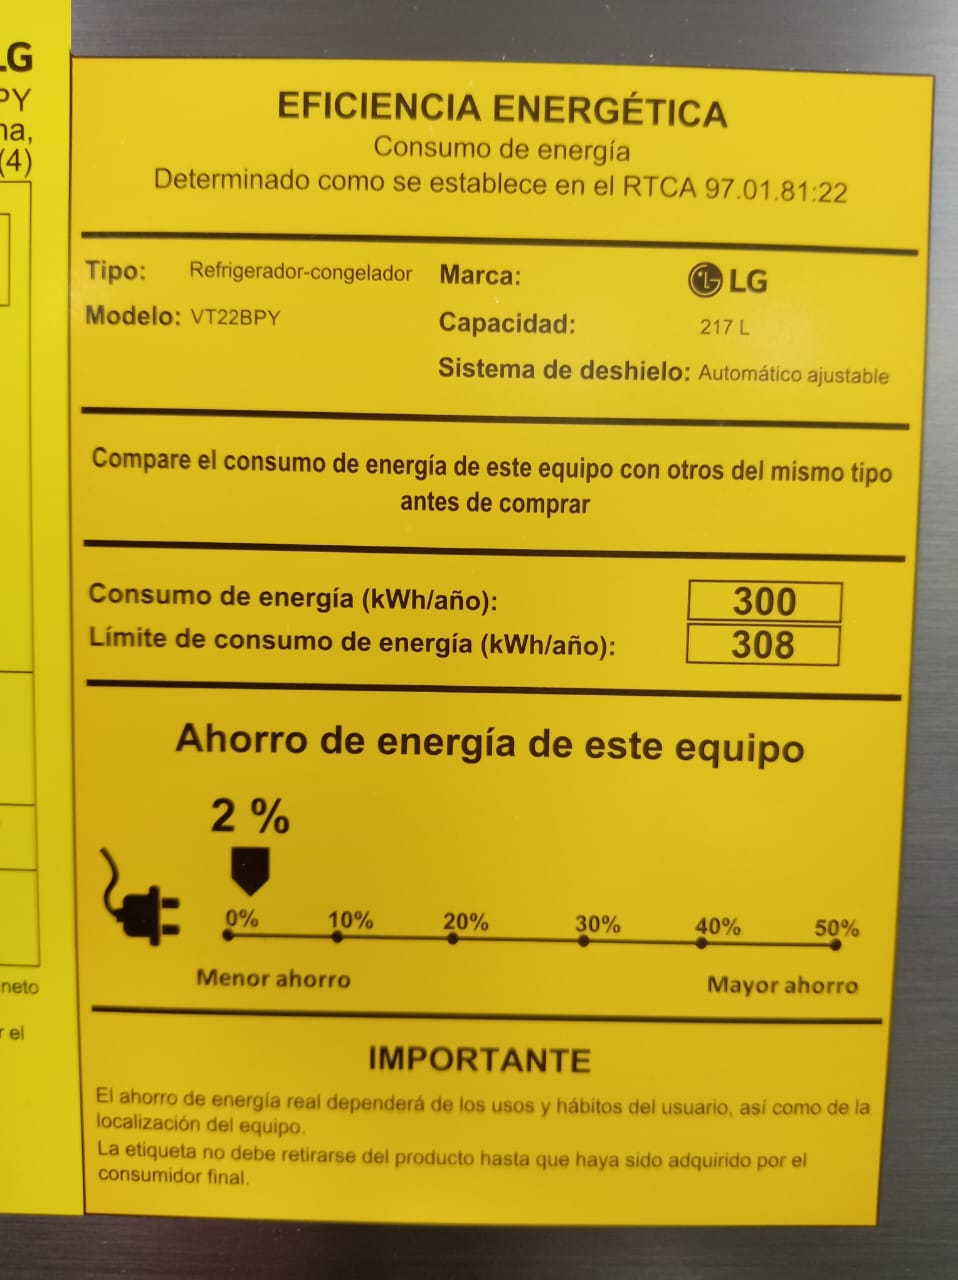 LG
PY
na,
(4)
neto
r el
EFICIENCIA ENERGÉTICA
Consumo de energía
Determinado como se establece en el RTCA 97.01.81:22
Tipo: Refrigerador-congelador Marca: LG
Modelo: VT22BPY Capacidad: 217 L
Sistema de deshielo: Automático ajustable
Compare el consumo de energía de este equipo con otros del mismo tipo
antes de comprar
Consumo de energía (kWh/año): 300
Límite de consumo de energía (kWh/año): 308
Ahorro de energía de este equipo
2 %
0% 10% 20% 30% 40% 50%
Menor ahorro Mayor ahorro
IMPORTANTE
El ahorro de energía real dependerá de los usos y hábitos del usuario, así como de la
localización del equipo.
La etiqueta no debe retirarse del producto hasta que haya sido adquirido por el
consumidor final.